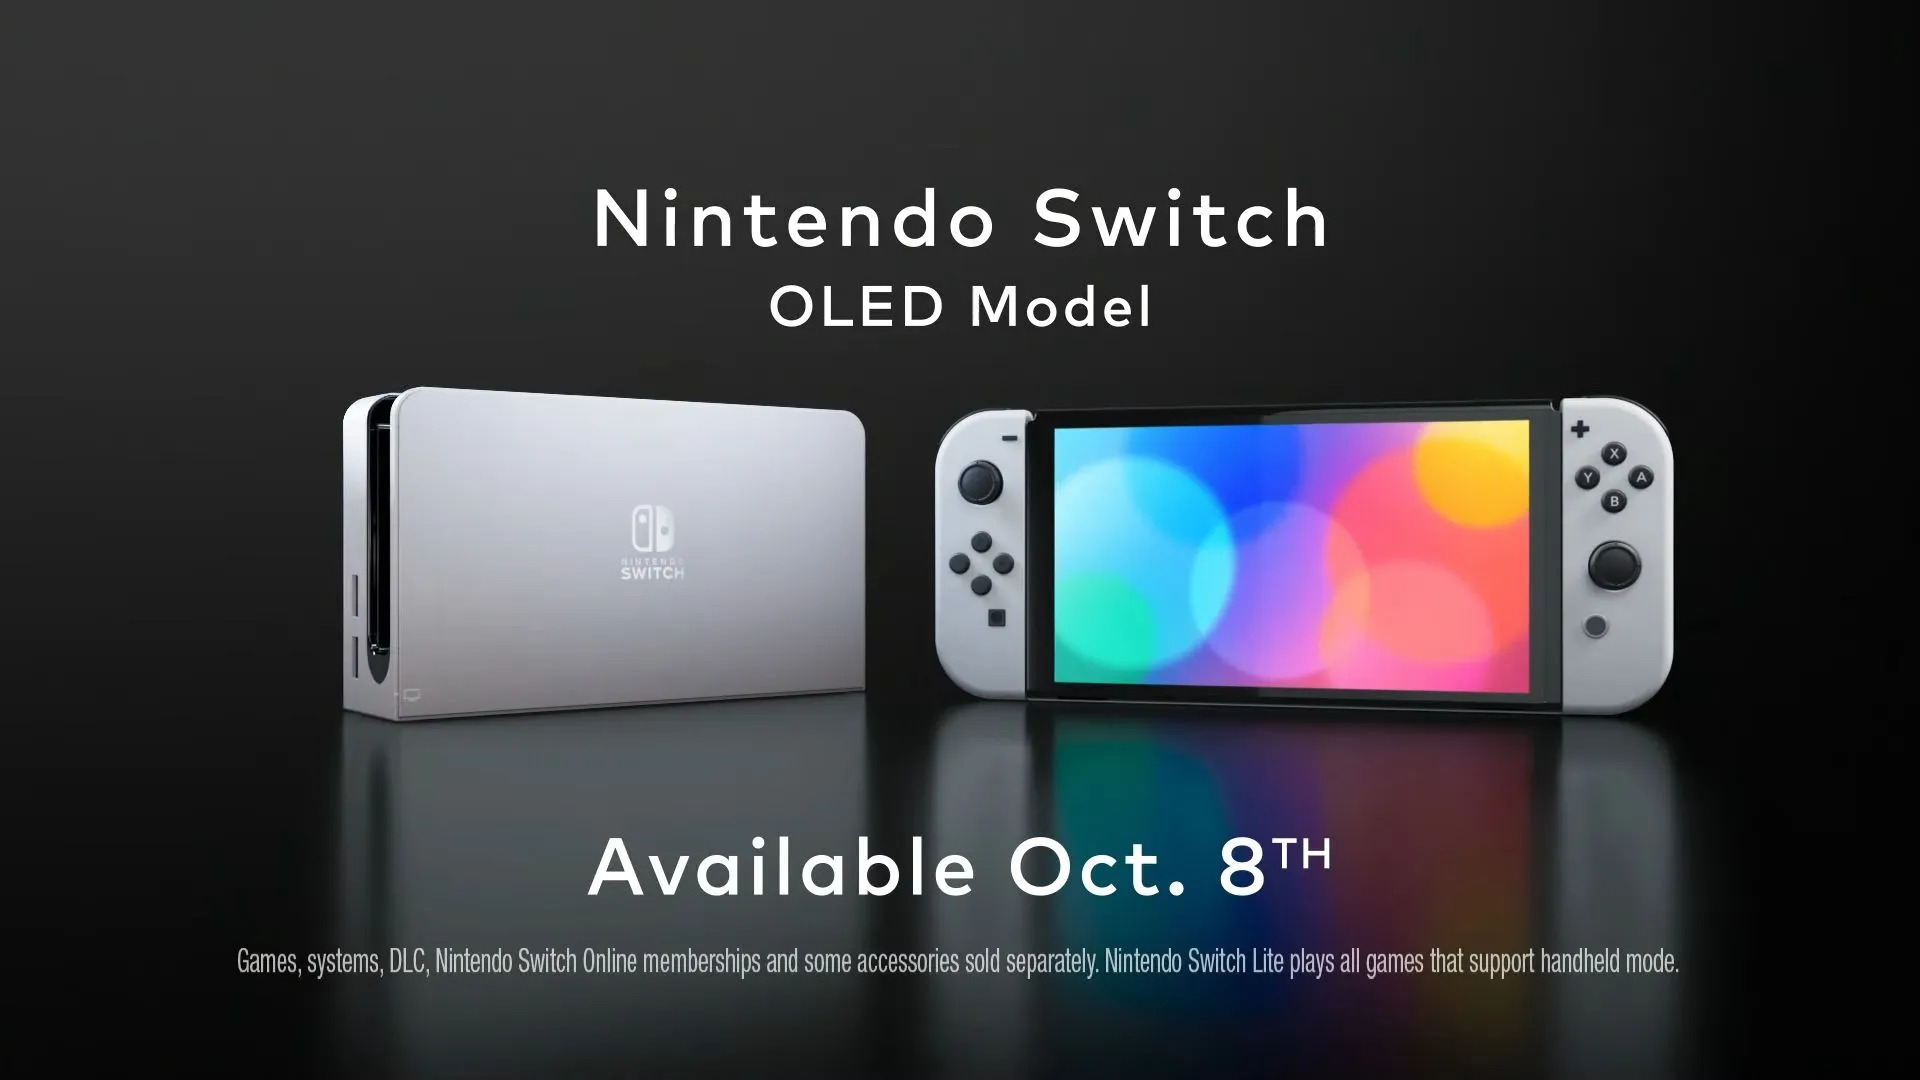 Nintendo Switch
OLED Model
NINTENDO
SWITCH
X
Y
A
B
Available Oct. 8TH
Games, systems, DLC, Nintendo Switch Online memberships and some accessories sold separately. Nintendo Switch Lite plays all games that support handheld mode.